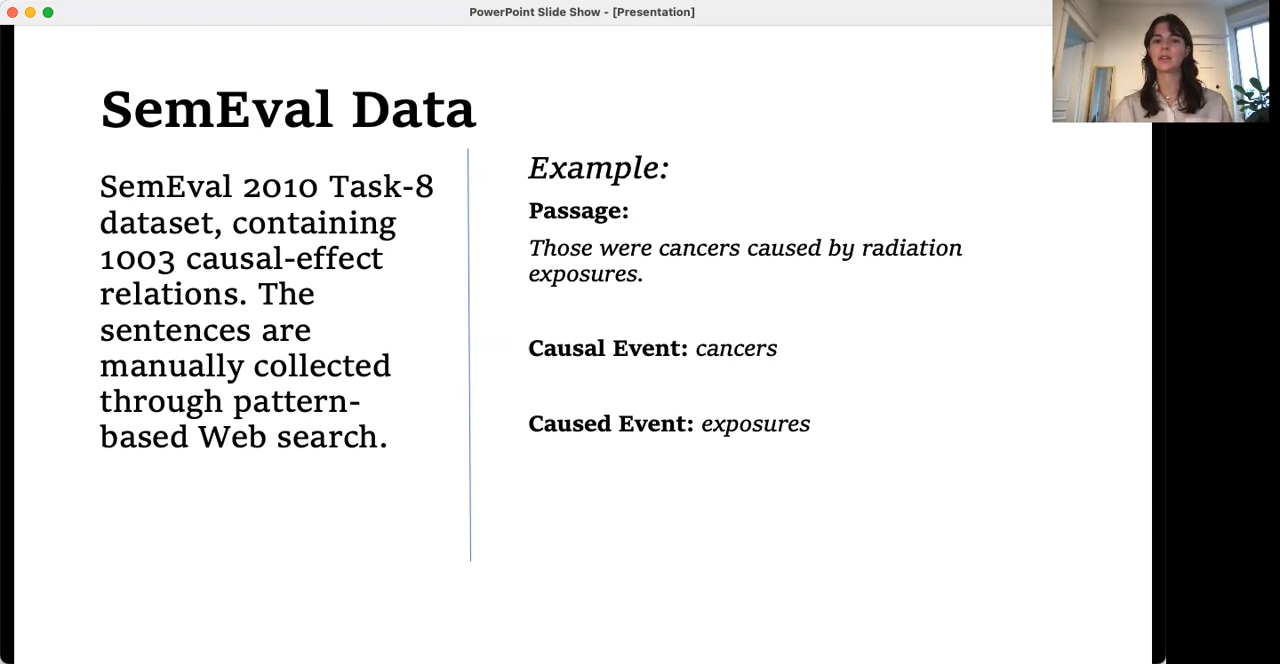 PowerPoint Slide Show - [Presentation]
SemEval Data
SemEval 2010 Task-8
dataset, containing
1003 causal-effect
relations. The
sentences are
manually collected
through pattern-
based Web search.
Example:
Passage:
Those were cancers caused by radiation
exposures.
Causal Event: cancers
Caused Event: exposures